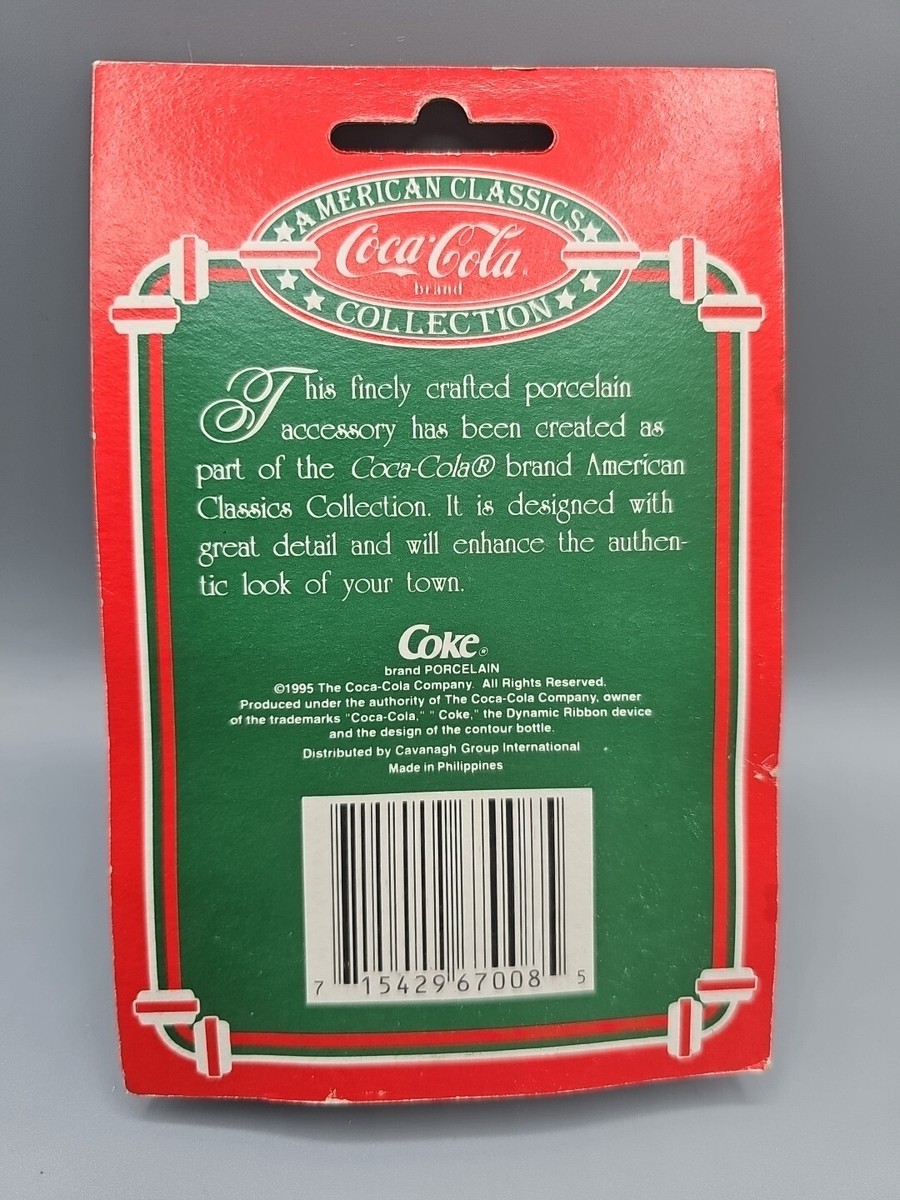 AMERICAN CLASSICS
Coca-Cola®
brand
COLLECTION
This finely crafted porcelain
accessory has been created as
part of the Coca-Cola® brand American
Classics Collection. It is designed with
great detail and will enhance the authen-
tic look of your town.
Coke®
brand PORCELAIN
©1995 The Coca-Cola Company. All Rights Reserved.
Produced under the authority of The Coca-Cola Company, owner
of the trademarks "Coca-Cola," " Coke," the Dynamic Ribbon device
and the design of the contour bottle.
Distributed by Cavanagh Group International
Made in Philippines
7 15429 67008 5